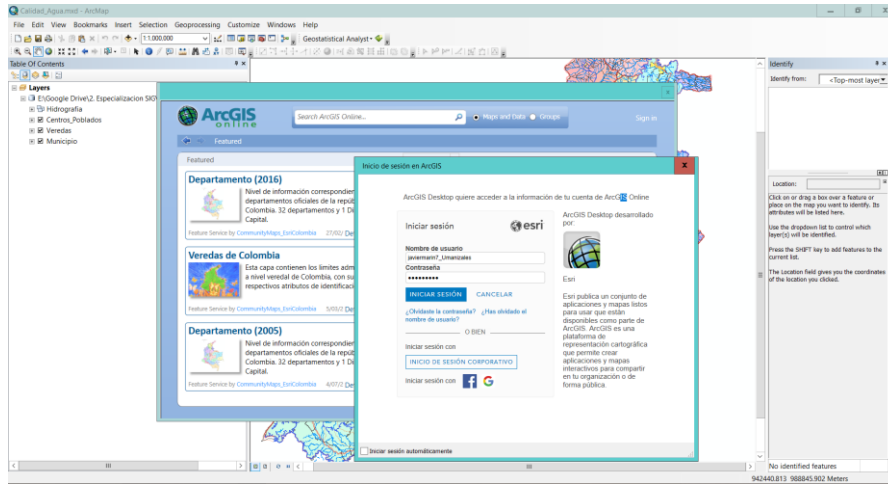 Calidad_Agua.mxd - ArcMap
File Edit View Bookmarks Insert Selection Geoprocessing Customize Windows Help
1:1.000.000
Geostatistical Analyst
Table Of Contents
Layers
E:\Google Drive\2. Especializacion SIG\
Hidrografia
Centros_Poblados
Veredas
Municipio
ArcGIS
online
Search ArcGIS Online...
Maps and Data
Groups
Sign in
Featured
Featured
Departamento (2016)
Nivel de información correspondien
departamentos oficiales de la repúb
Colombia. 32 departamentos y 1 Di
Capital.
Feature Service by CommunityMaps_EsriColombia 27/02/ De
Veredas de Colombia
Esta capa contienen los limites adm
a nivel veredal de Colombia, con su
respectivos atributos de identificaci
Feature Service by CommunityMaps_EsriColombia 5/03/2 De
Departamento (2005)
Nivel de información correspondien
departamentos oficiales de la repúb
Colombia. 32 departamentos y 1 Di
Capital.
Feature Service by CommunityMaps_EsriColombia 4/07/2 De
Inicio de sesión en ArcGIS
x
ArcGIS Desktop quiere acceder a la información de tu cuenta de ArcGIS Online
Iniciar sesión
esri
Nombre de usuario
javiermarin7_Umanizales
Contraseña
INICIAR SESIÓN
CANCELAR
¿Olvidaste la contraseña? ¿Has olvidado el
nombre de usuario?
O BIEN
Iniciar sesión con
INICIO DE SESIÓN CORPORATIVO
Iniciar sesión con
ArcGIS Desktop desarrollado
por:
Esri
Esri publica un conjunto de
aplicaciones y mapas listos
para usar que están
disponibles como parte de
ArcGIS. ArcGIS es una
plataforma de
representación cartográfica
que permite crear
aplicaciones y mapas
interactivos para compartir
en tu organización o de
forma pública.
Iniciar sesión automáticamente
Identify
Identify from:
<Top-most layer
Location:
Click on or drag a box over a feature or
place on the map you want to identify. Its
attributes will be listed here.
Use the dropdown list to control which
layer(s) will be identified.
Press the SHIFT key to add features to the
current list.
The Location field gives you the coordinates
of the location you clicked.
No identified features
942440.813 988845.902 Meters